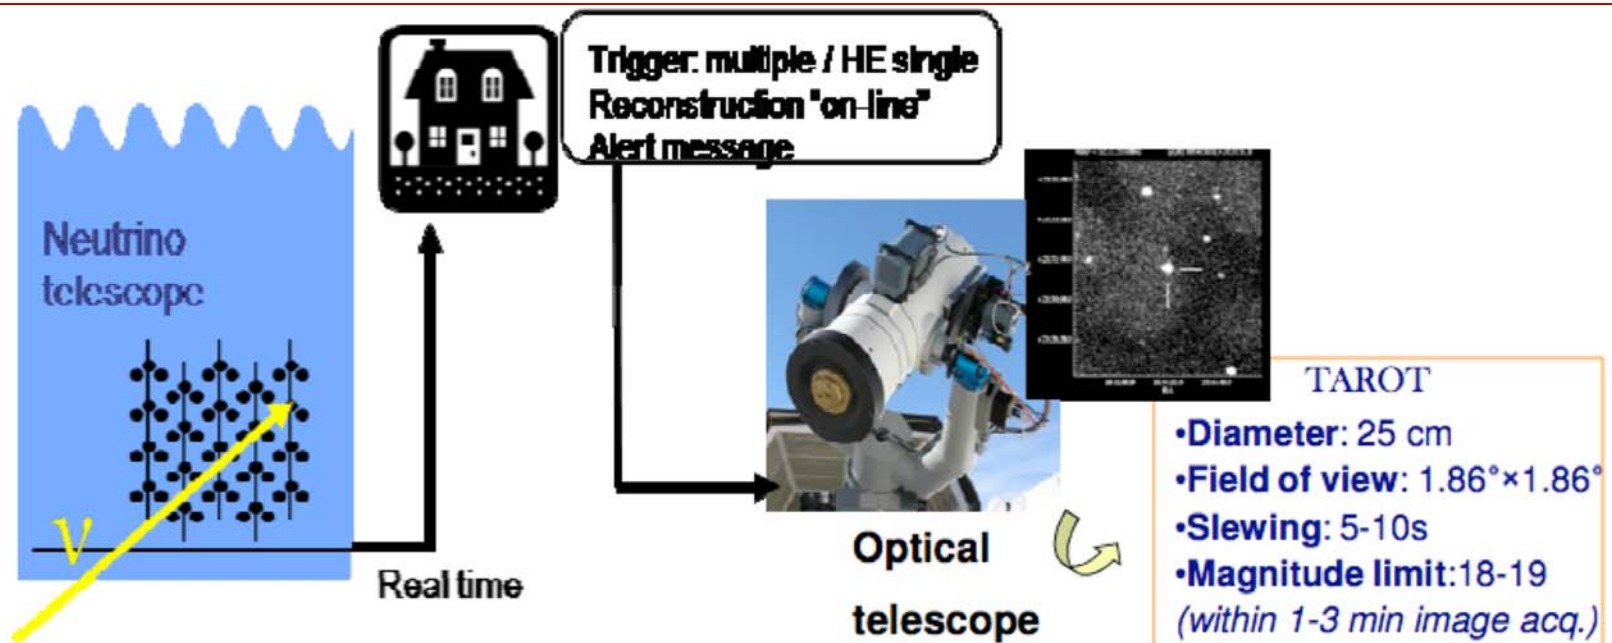 Trigger: multiple / HE single
Reconstruction "on-line"
Alert message
Neutrino
telescope
ν
Real time
Optical
telescope
TAROT
•Diameter: 25 cm
•Field of view: 1.86°×1.86°
•Slewing: 5-10s
•Magnitude limit:18-19
(within 1-3 min image acq.)